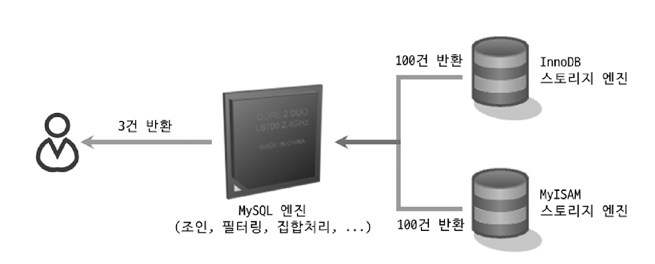 100건 반환
InnoDB
스토리지 엔진
CORE 2 DUO
L6700 2.4GHz
MADE IN CHINA
3건 반환
MySQL 엔진
(조인, 필터링, 집합처리, ...)
100건 반환
MyISAM
스토리지 엔진